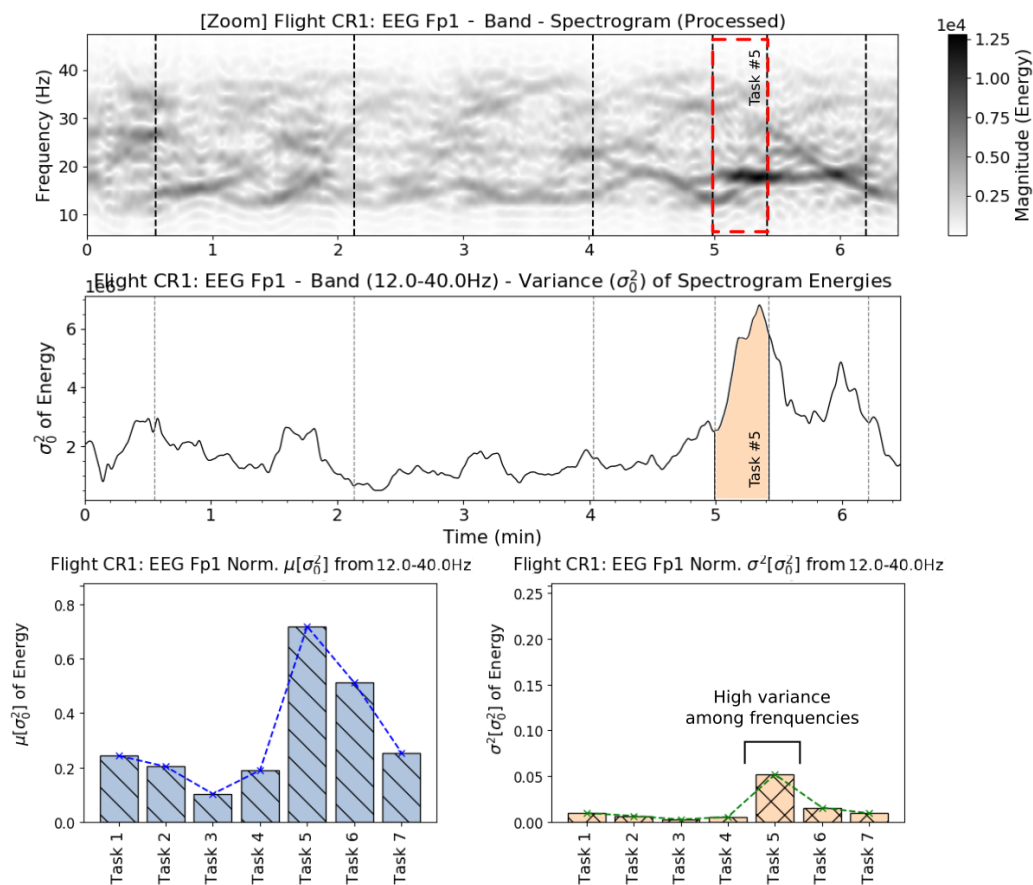 [Zoom] Flight CR1: EEG Fp1 - Band - Spectrogram (Processed)
1e4
Frequency (Hz)
40
30
20
10
0 1 2 3 4 5 6
Task #5
1.25
1.00
0.75
0.50
0.25
Magnitude (Energy)
Flight CR1: EEG Fp1 - Band (12.0-40.0Hz) - Variance (σ₀²) of Spectrogram Energies
1e6
σ₀² of Energy
6
4
2
Task #5
0 1 2 3 4 5 6
Time (min)
Flight CR1: EEG Fp1 Norm. μ[σ₀²] from 12.0-40.0Hz
μ[σ₀²] of Energy
0.8
0.6
0.4
0.2
0.0
Task 1 Task 2 Task 3 Task 4 Task 5 Task 6 Task 7
Flight CR1: EEG Fp1 Norm. σ²[σ₀²] from 12.0-40.0Hz
σ²[σ₀²] of Energy
0.25
0.20
0.15
0.10
0.05
0.00
High variance
among frenquencies
Task 1 Task 2 Task 3 Task 4 Task 5 Task 6 Task 7